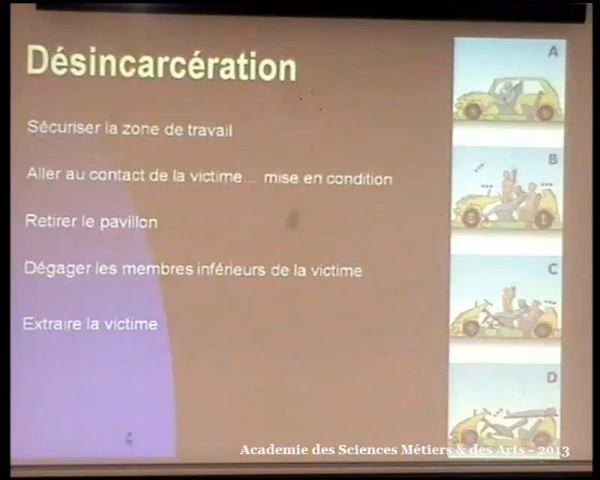 Désincarcération
Sécuriser la zone de travail
Aller au contact de la victime... mise en condition
Retirer le pavillon
Dégager les membres inférieurs de la victime
Extraire la victime
A
B
C
D
Academie des Sciences Métiers & des Arts - 2013